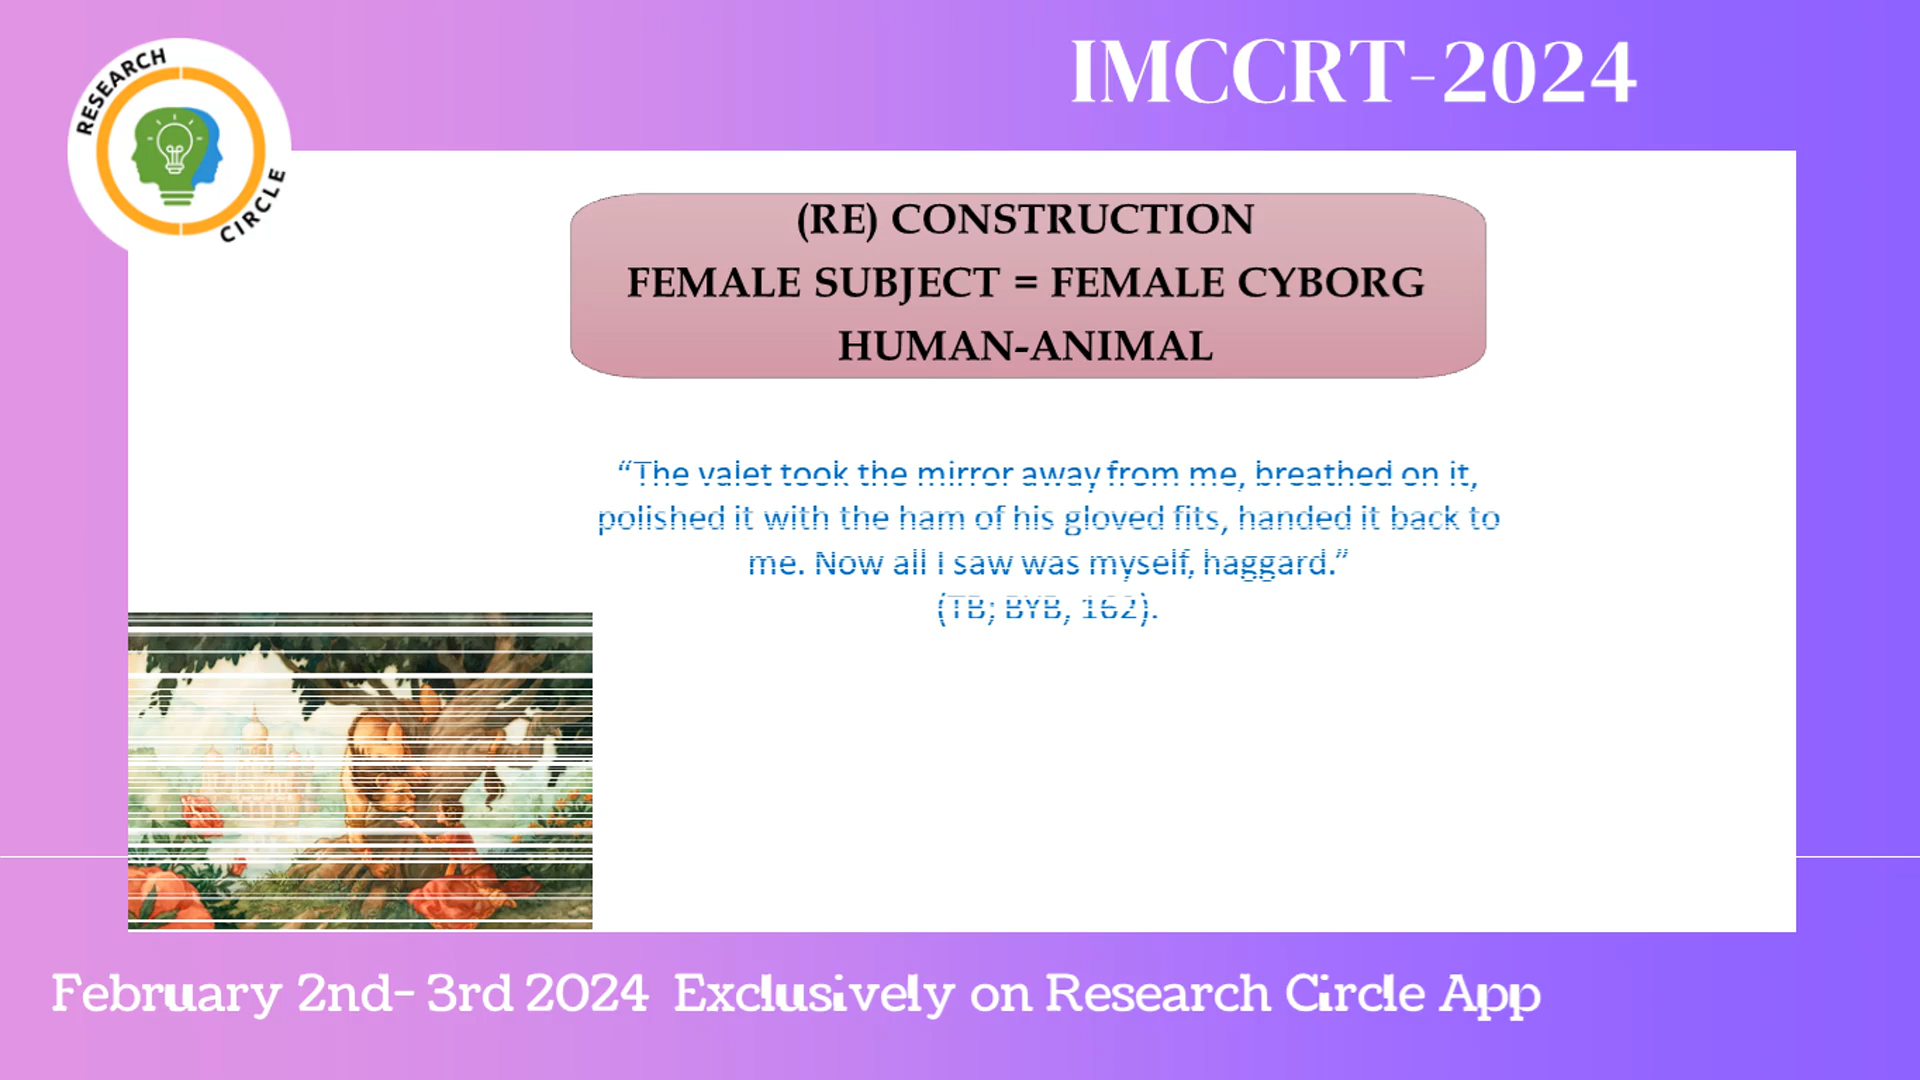 RESEARCH
CIRCLE
IMCCRT-2024
(RE) CONSTRUCTION
FEMALE SUBJECT = FEMALE CYBORG
HUMAN-ANIMAL
“The valet took the mirror away from me, breathed on it,
polished it with the ham of his gloved fits, handed it back to
me. Now all I saw was myself, haggard.”
(TB; BYB, 162).
February 2nd- 3rd 2024 Exclusively on Research Circle App